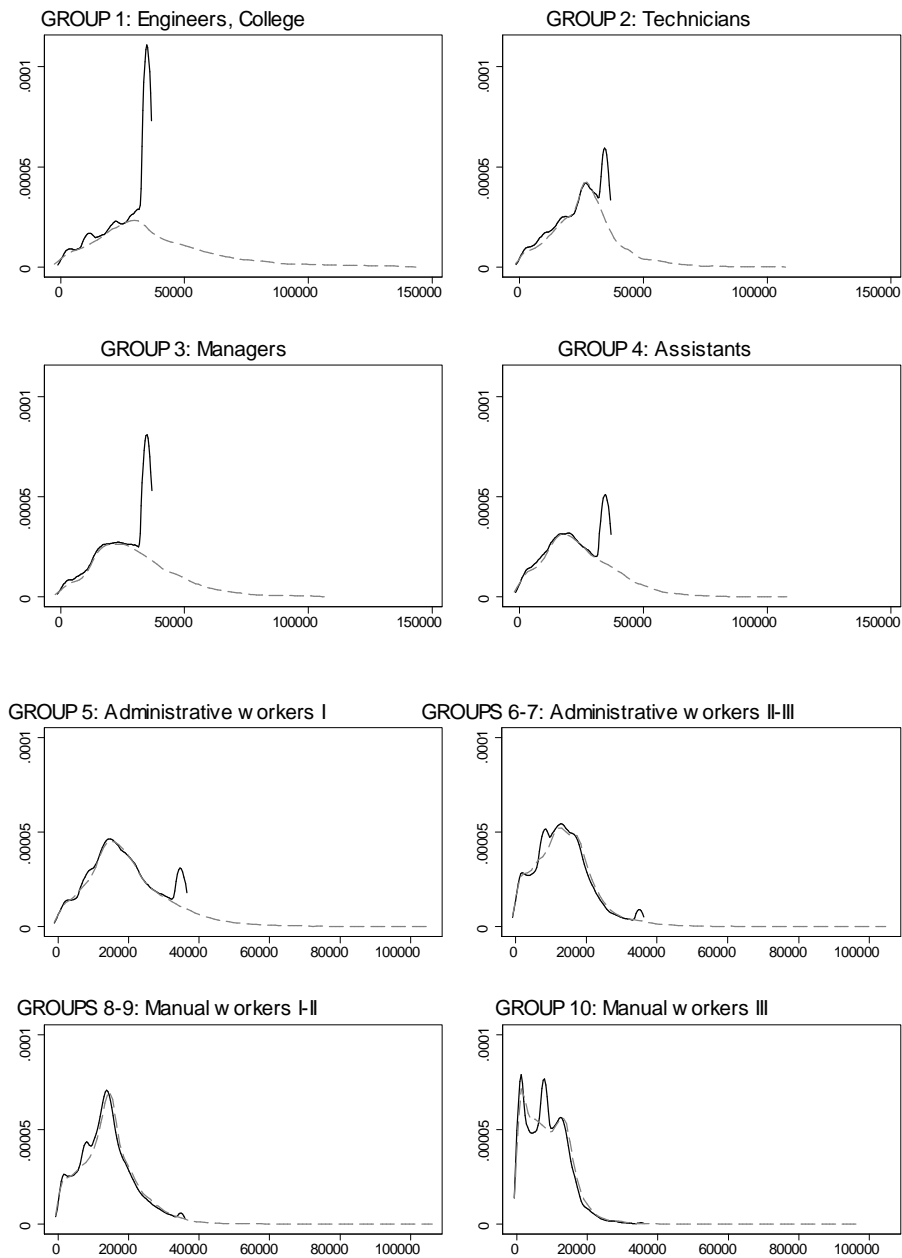 GROUP 1: Engineers, College
.0001
.00005
0
0 50000 100000 150000
GROUP 2: Technicians
.0001
.00005
0
0 50000 100000 150000
GROUP 3: Managers
.0001
.00005
0
0 50000 100000 150000
GROUP 4: Assistants
.0001
.00005
0
0 50000 100000 150000
GROUP 5: Administrative workers I
.0001
.00005
0
0 20000 40000 60000 80000 100000
GROUPS 6-7: Administrative workers II-III
.0001
.00005
0
0 20000 40000 60000 80000 100000
GROUPS 8-9: Manual workers I-II
.0001
.00005
0
0 20000 40000 60000 80000 100000
GROUP 10: Manual workers III
.0001
.00005
0
0 20000 40000 60000 80000 100000